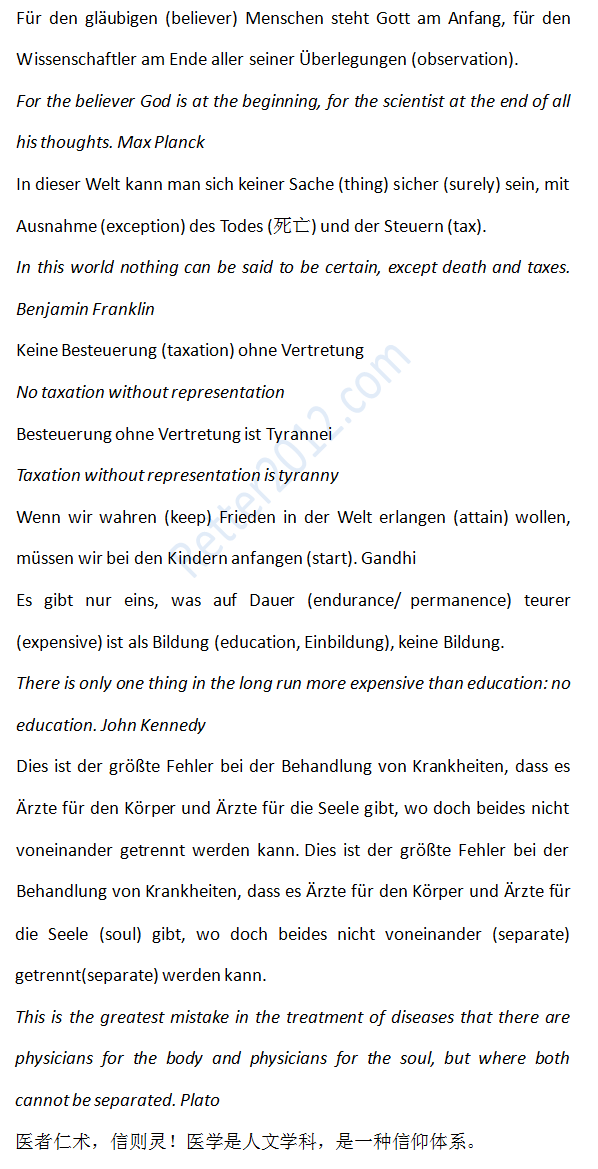 Für den gläubigen (believer) Menschen steht Gott am Anfang, für den
Wissenschaftler am Ende aller seiner Überlegungen (observation).
For the believer God is at the beginning, for the scientist at the end of all
his thoughts. Max Planck
In dieser Welt kann man sich keiner Sache (thing) sicher (surely) sein, mit
Ausnahme (exception) des Todes (死亡) und der Steuern (tax).
In this world nothing can be said to be certain, except death and taxes.
Benjamin Franklin
Keine Besteuerung (taxation) ohne Vertretung
No taxation without representation
Besteuerung ohne Vertretung ist Tyrannei
Taxation without representation is tyranny
Wenn wir wahren (keep) Frieden in der Welt erlangen (attain) wollen,
müssen wir bei den Kindern anfangen (start). Gandhi
Es gibt nur eins, was auf Dauer (endurance/ permanence) teurer
(expensive) ist als Bildung (education, Einbildung), keine Bildung.
There is only one thing in the long run more expensive than education: no
education. John Kennedy
Dies ist der größte Fehler bei der Behandlung von Krankheiten, dass es
Ärzte für den Körper und Ärzte für die Seele gibt, wo doch beides nicht
voneinander getrennt werden kann. Dies ist der größte Fehler bei der
Behandlung von Krankheiten, dass es Ärzte für den Körper und Ärzte für
die Seele (soul) gibt, wo doch beides nicht voneinander (separate)
getrennt(separate) werden kann.
This is the greatest mistake in the treatment of diseases that there are
physicians for the body and physicians for the soul, but where both
cannot be separated. Plato
医者仁术，信则灵！医学是人文学科，是一种信仰体系。
Retter2012.com